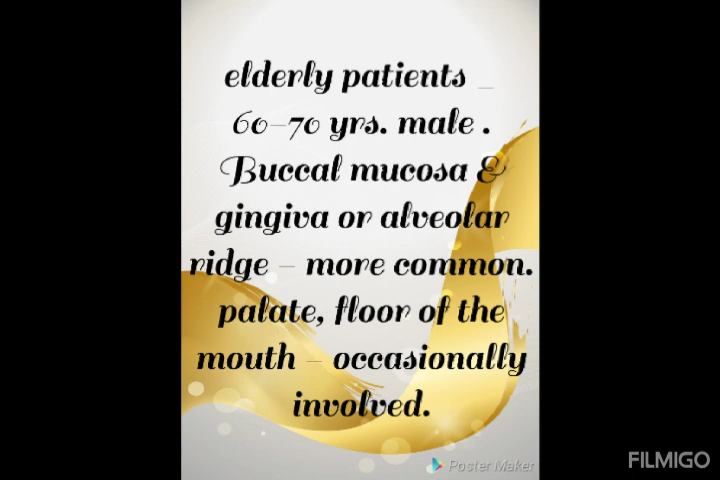 elderly patients _
60-70 yrs. male .
Buccal mucosa &
gingiva or alveolar
ridge - more common.
palate, floor of the
mouth - occasionally
involved.
Poster Maker
FILMIGO